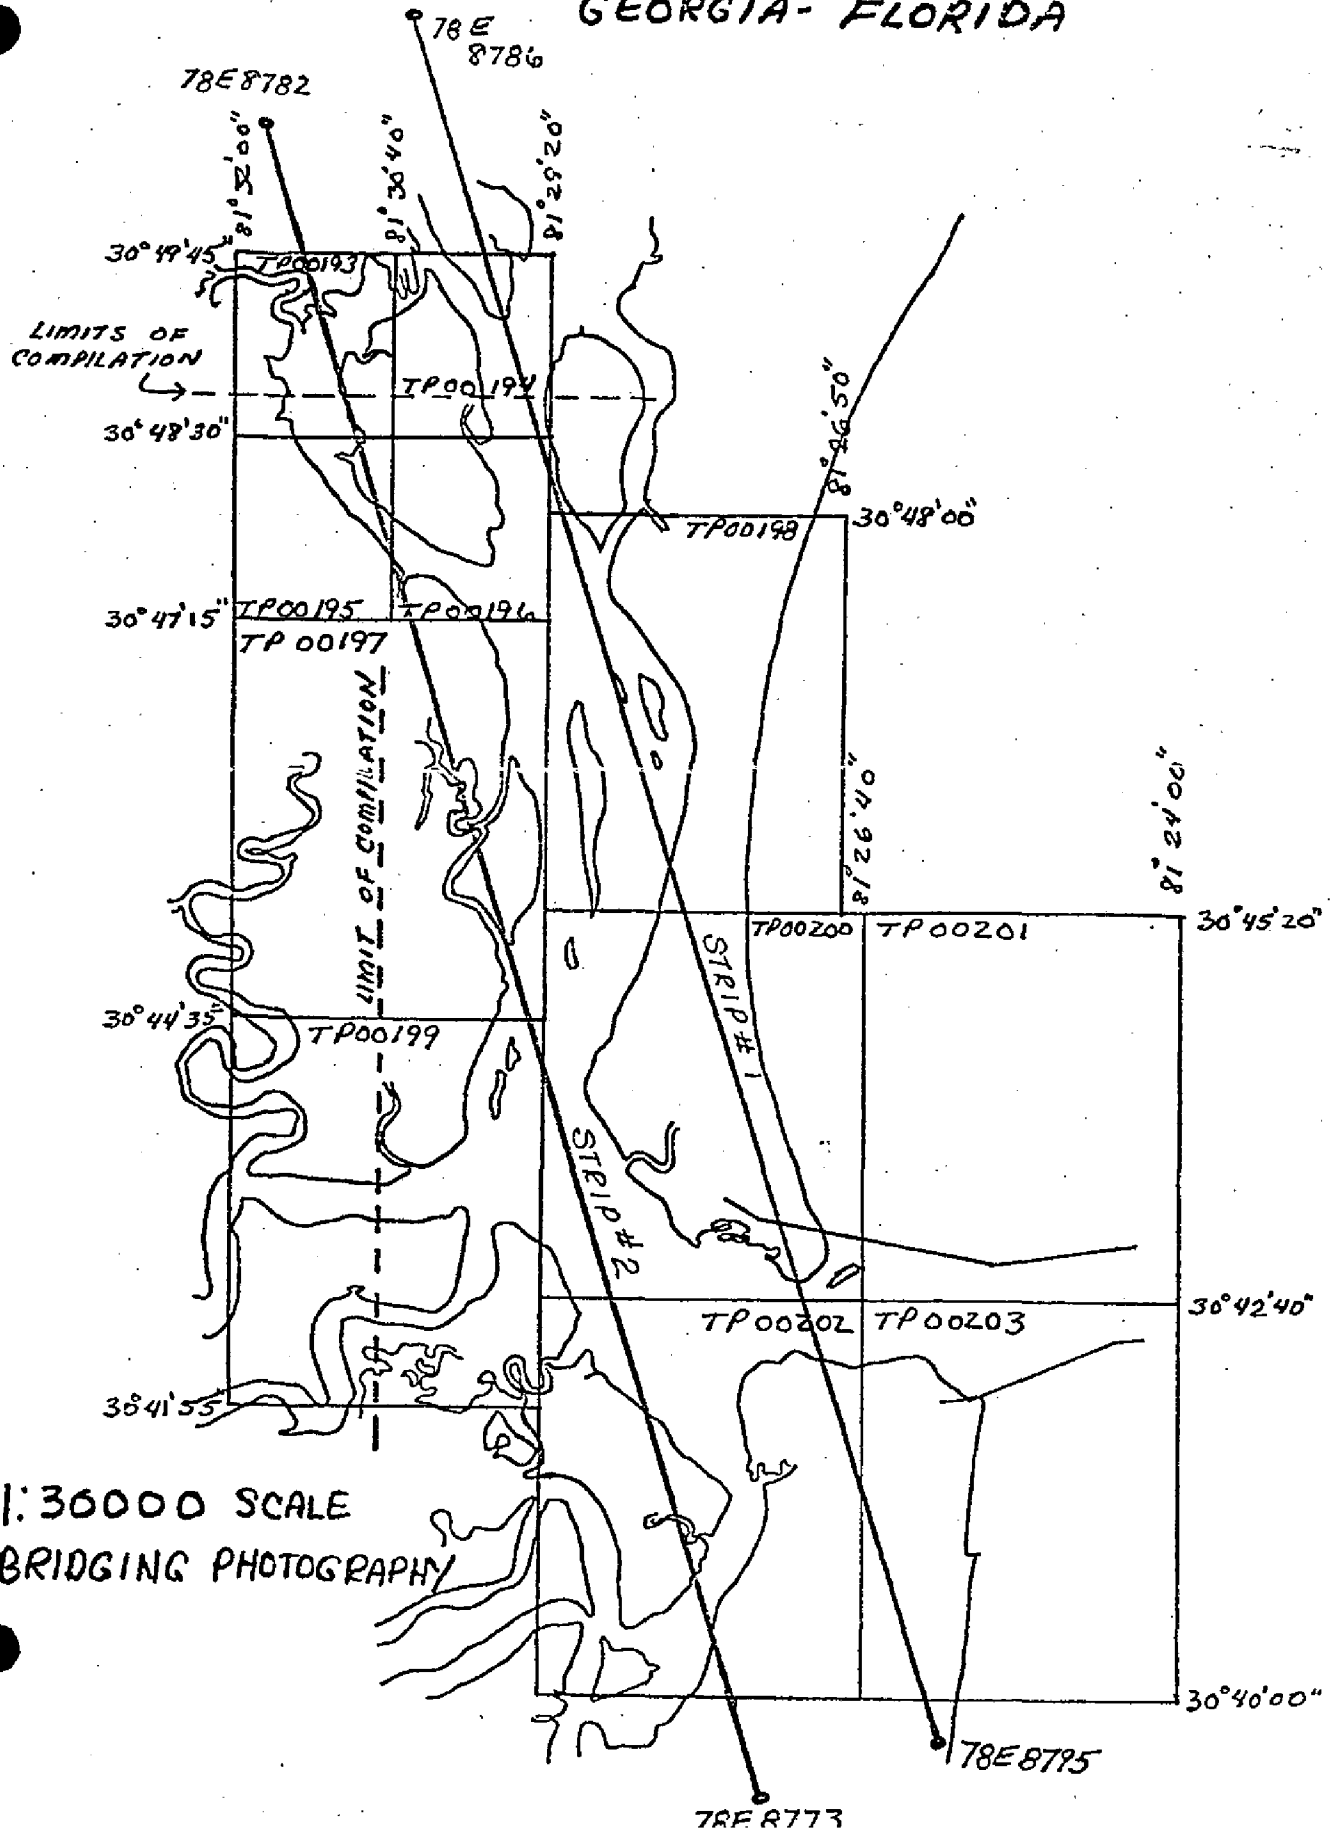 GEORGIA- FLORIDA
78E
8786
78E8782
81°32'00"
81°30'40"
81°29'20"
30°49'45"
TP00193
LIMITS OF
COMPILATION
TP00194
81°26'50"
30°48'30"
30°48'00"
TP00198
30°47'15"
TP00195
TP00196
TP00197
LIMIT OF COMPILATION
81°26'40"
81°24'00"
TP00200
TP00201
30°45'20"
STRIP #1
30°44'35"
TP00199
STRIP #2
30°42'40"
TP00202
TP00203
30°41'55"
1:30000 SCALE
BRIDGING PHOTOGRAPHY
30°40'00"
78E8795
78E8773